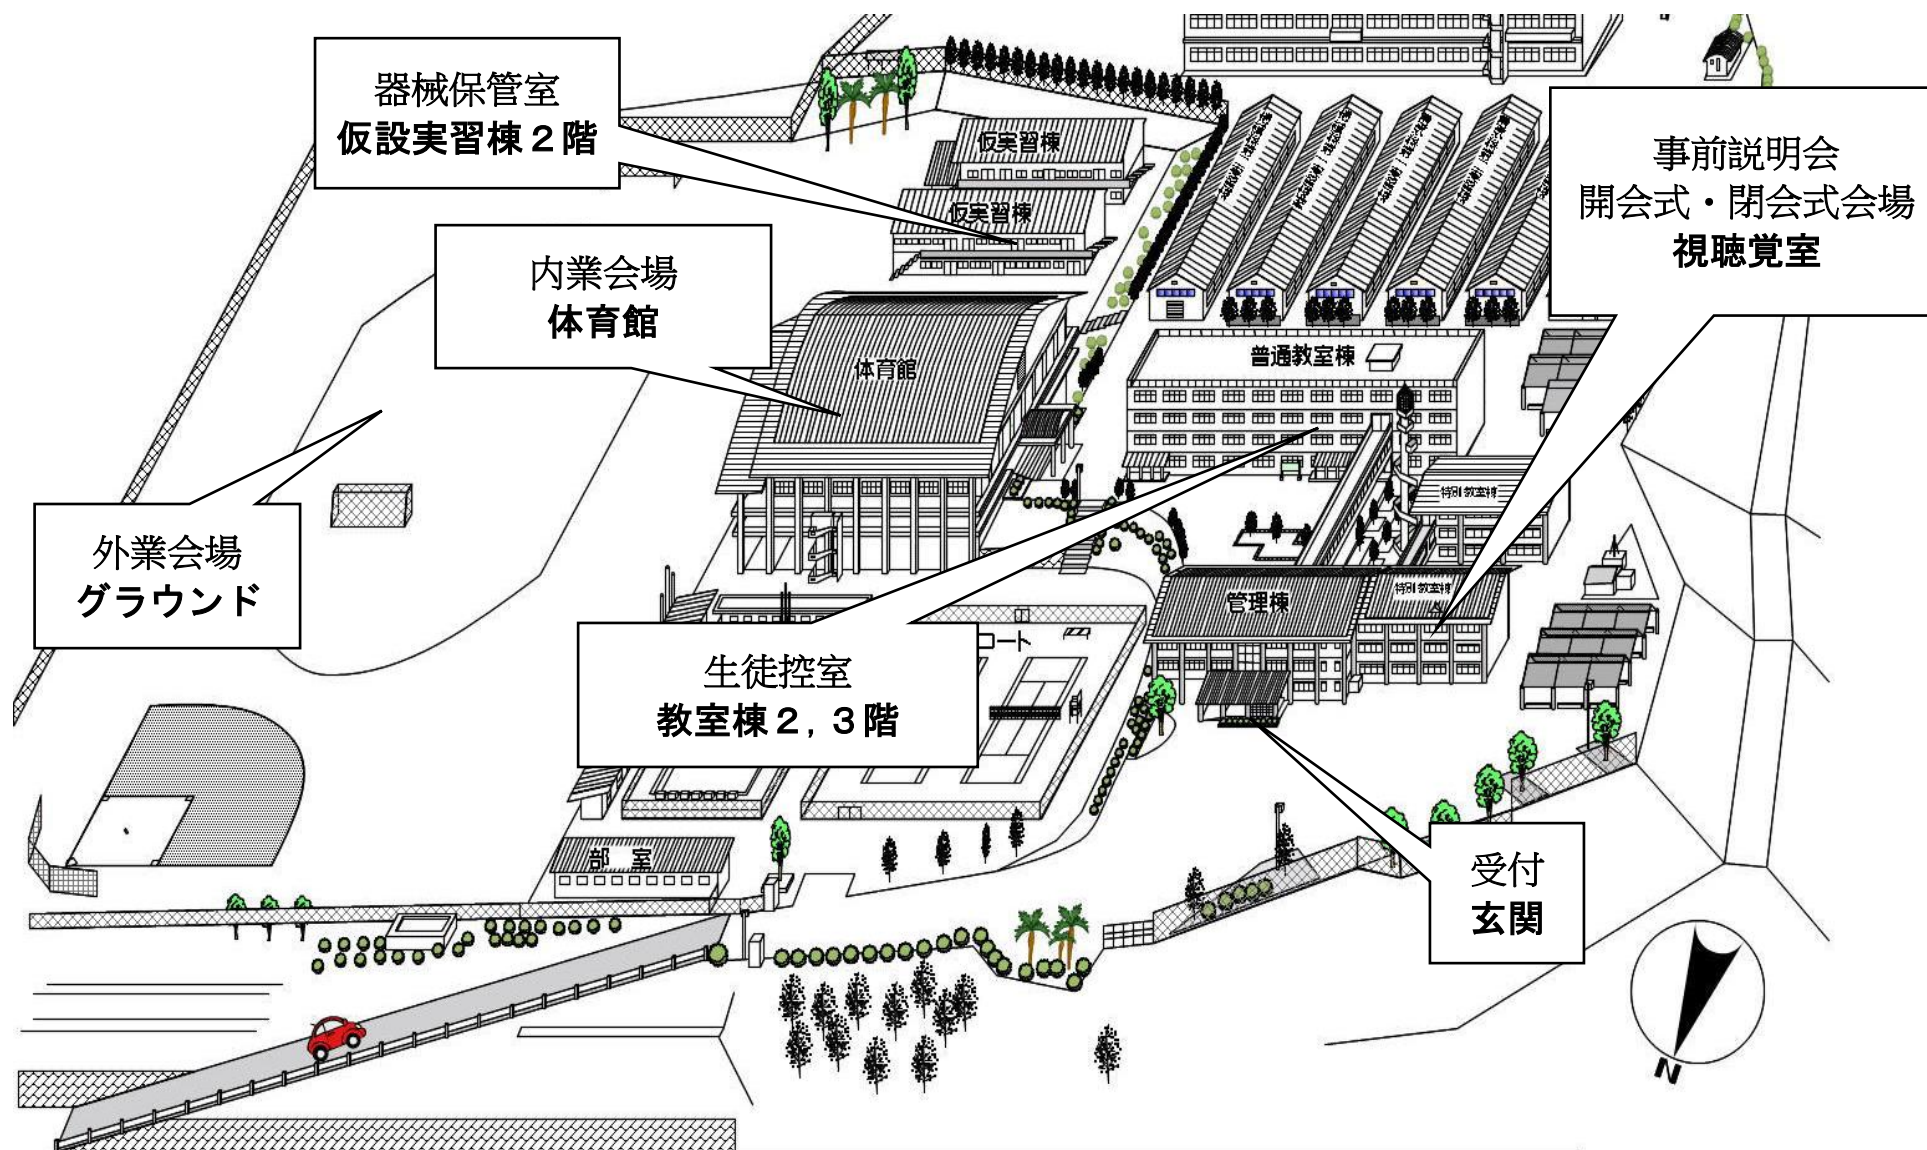 器械保管室
仮設実習棟２階
事前説明会
開会式・閉会式会場
視聴覚室
仮実習棟
仮実習棟
内業会場
体育館
体育館
普通教室棟
特別教室棟
外業会場
グラウンド
管理棟
特別教室棟
コート
生徒控室
教室棟２，３階
部室
受付
玄関
N